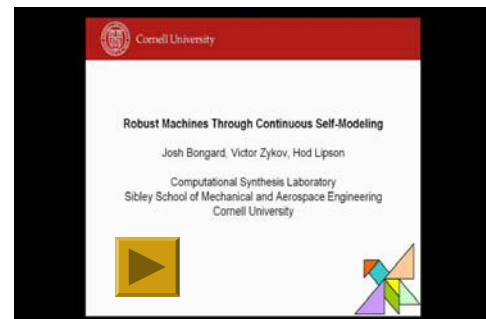 Cornell University
Robust Machines Through Continuous Self-Modeling
Josh Bongard, Victor Zykov, Hod Lipson
Computational Synthesis Laboratory
Sibley School of Mechanical and Aerospace Engineering
Cornell University